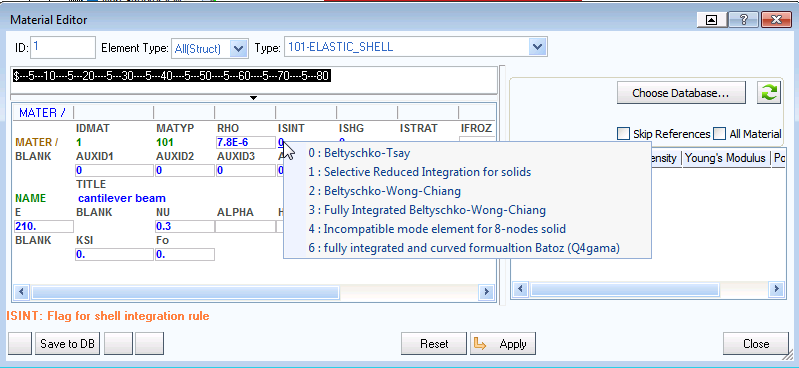 Material Editor
ID: 1 Element Type: All(Struct) Type: 101-ELASTIC_SHELL
$---5---10---5---20----5---30----5---40----5---50----5---60----5---70----5---80
Choose Database...
MATER /
Skip References All Material
IDMAT MATYP RHO ISINT ISHG ISTRAT IFROZ
MATER / 1 101 7.8E-6 0 0
BLANK AUXID1 AUXID2 AUXID3
0 0 0
TITLE
NAME cantilever beam
E BLANK NU ALPHA
210. 0.3
BLANK KSI Fo
0. 0.
0 : Beltyschko-Tsay
1 : Selective Reduced Integration for solids
2 : Beltyschko-Wong-Chiang
3 : Fully Integrated Beltyschko-Wong-Chiang
4 : Incompatible mode element for 8-nodes solid
6 : fully integrated and curved formualtion Batoz (Q4gama)
ensity Young's Modulus Po
ISINT: Flag for shell integration rule
Save to DB Reset Apply Close